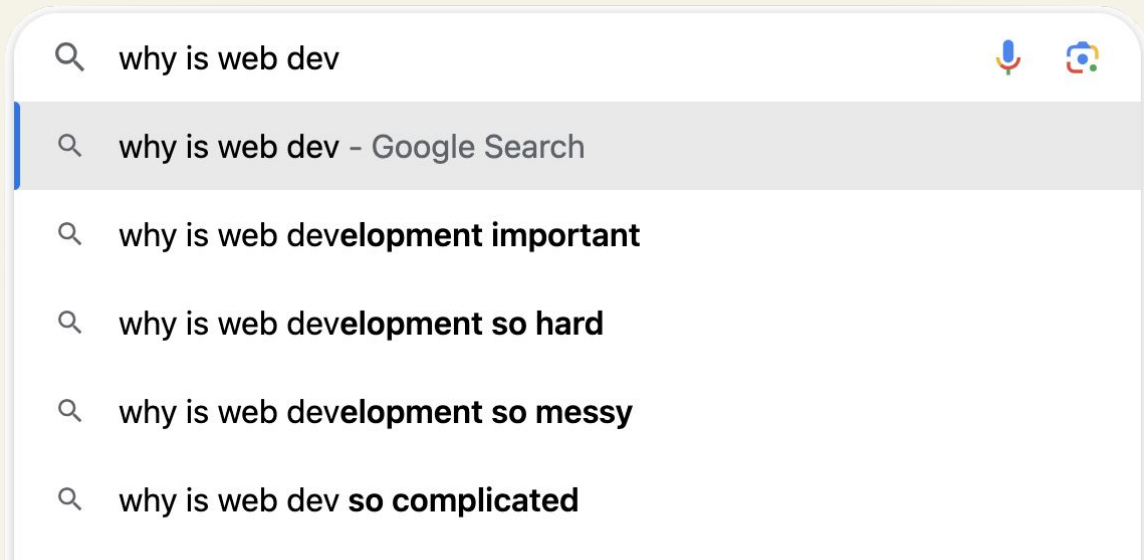 why is web dev
why is web dev - Google Search
why is web development important
why is web development so hard
why is web development so messy
why is web dev so complicated